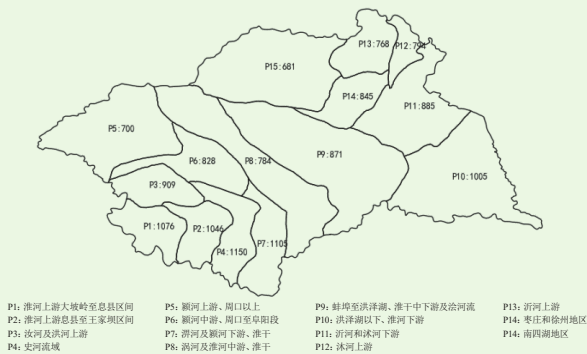 P13:768
P12:794
P15:681
P14:845
P11:885
P5:700
P9:871
P6:828
P8:784
P10:1005
P3:909
P1:1076
P2:1046
P7:1105
P4:1150
P1: 淮河上游大坡岭至息县区间
P2: 淮河上游息县至王家坝区间
P3: 汝河及洪河上游
P4: 史河流域
P5: 颍河上游、周口以上
P6: 颍河中游、周口至阜阳段
P7: 渭河及颍河下游、淮干
P8: 涡河及淮河中游、淮干
P9: 蚌埠至洪泽湖、淮干中下游及浍河流
P10: 洪泽湖以下、淮河下游
P11: 沂河和沭河下游
P12: 沭河上游
P13: 沂河上游
P14: 枣庄和徐州地区
P14: 南四湖地区